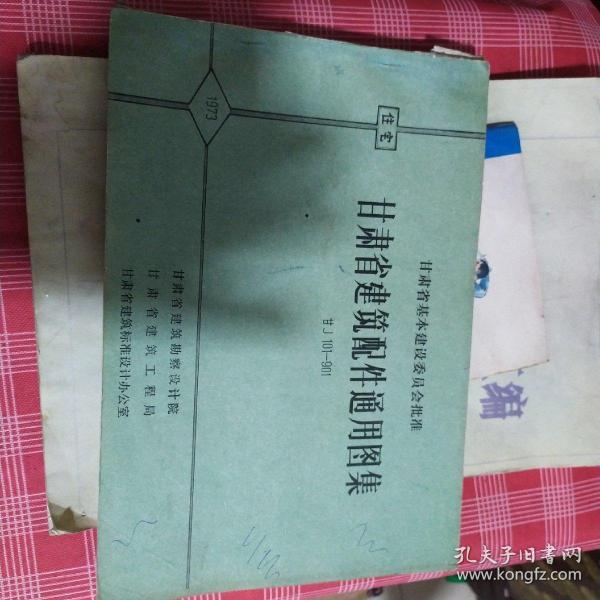 甘肃省基本建设委员会批准
住宅
甘肃省建筑配件通用图集
甘J101-901
1973
甘肃省建筑勘察设计院
甘肃省建筑工程局
甘肃省建筑标准设计办公室
编
孔夫子旧书网
www.kongfz.com